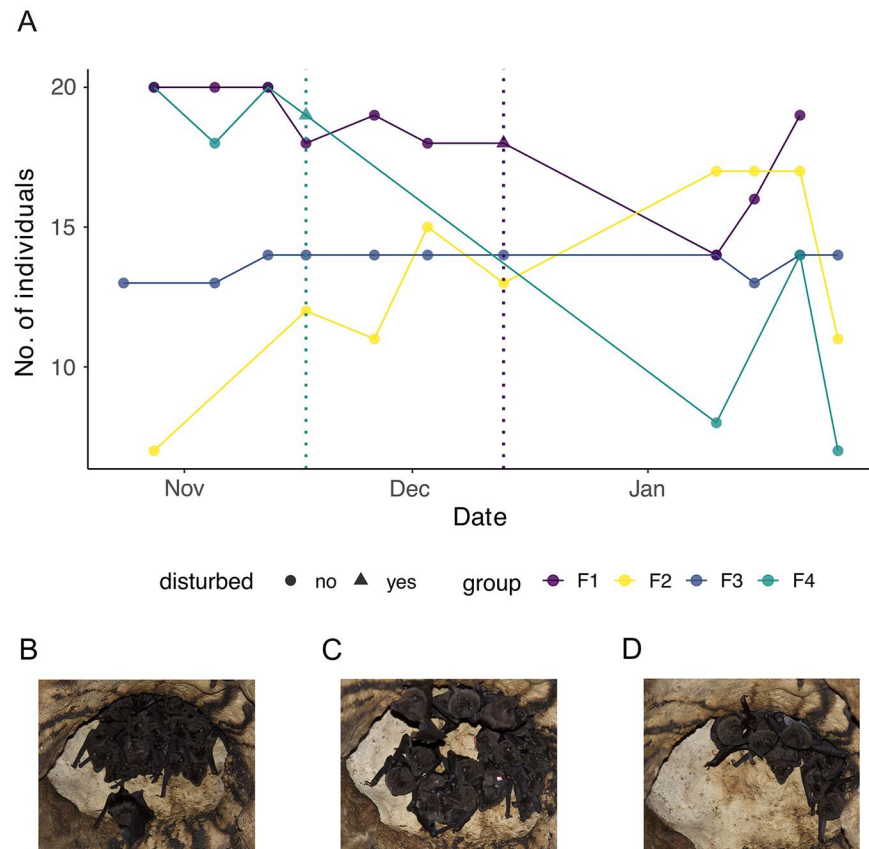 A
No. of individuals
20
15
10
Nov Dec Jan
Date
disturbed no yes group F1 F2 F3 F4
B C D